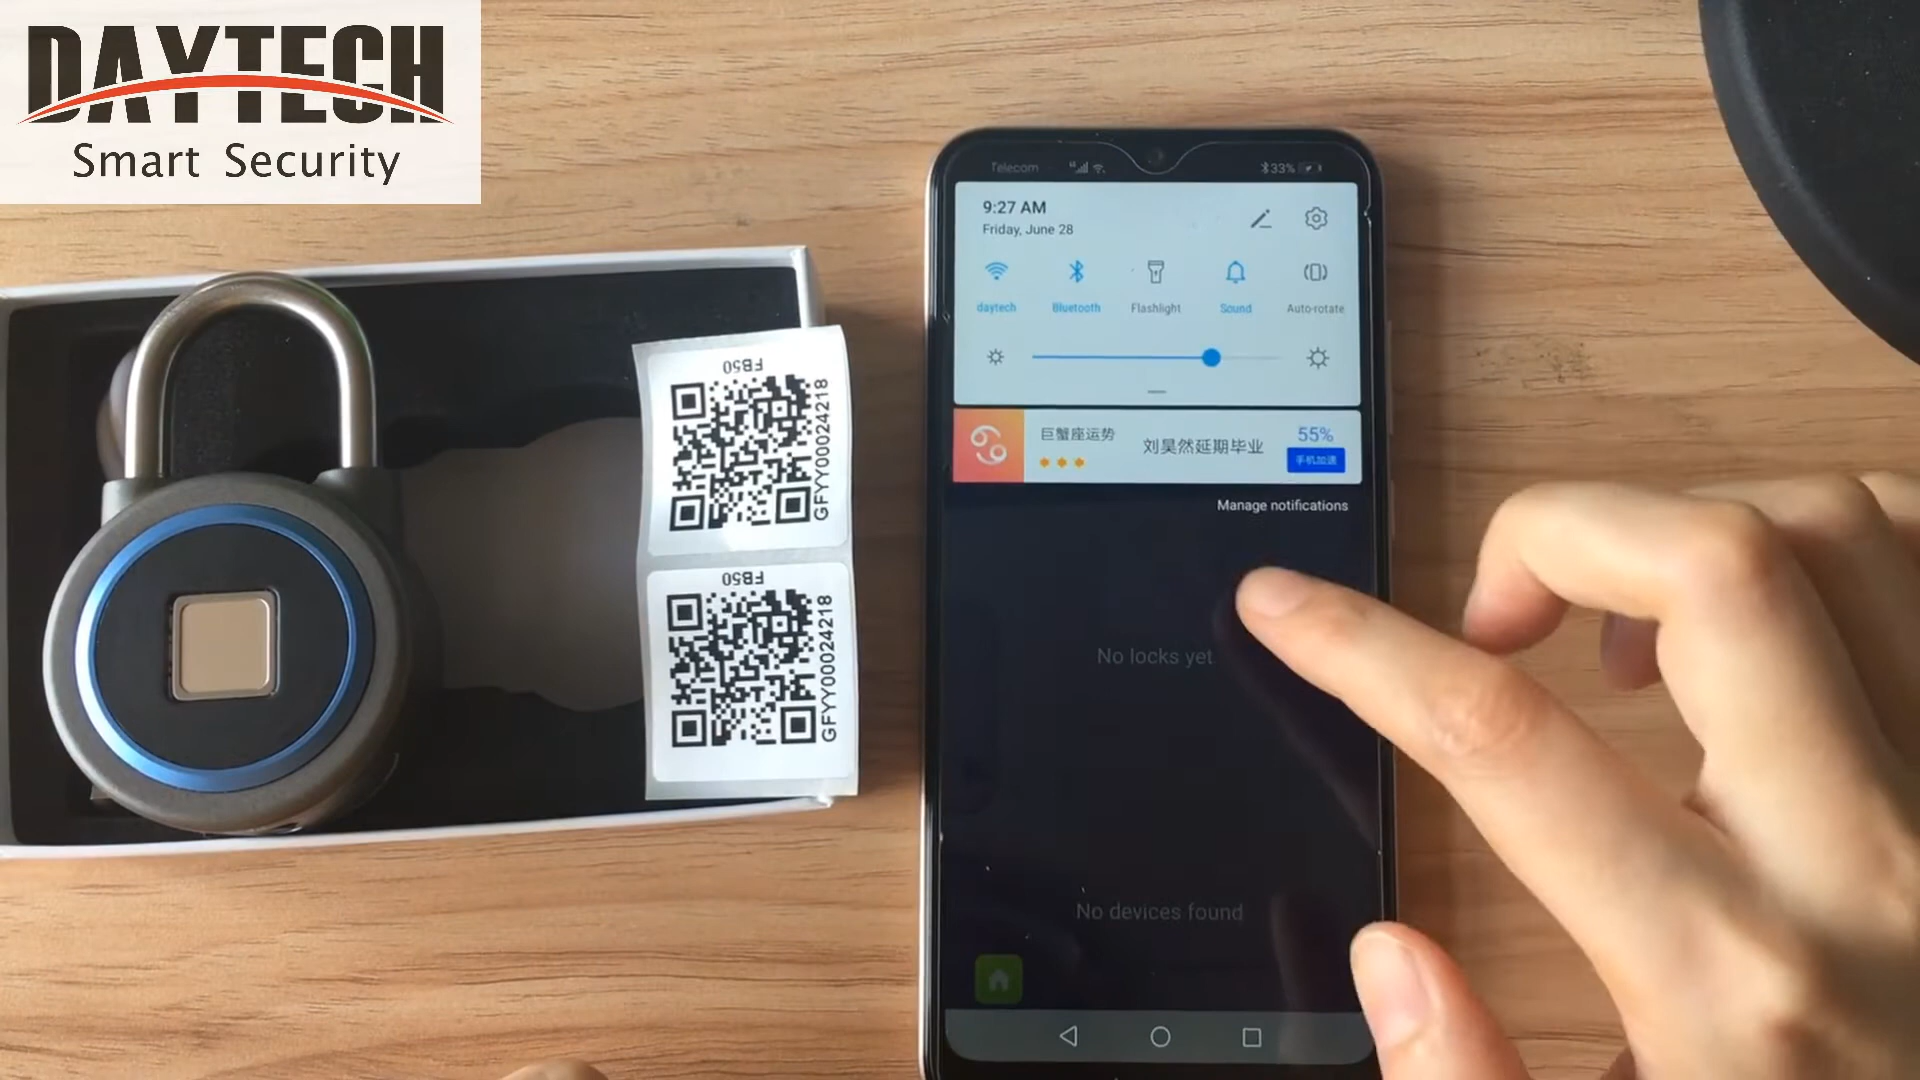 DAYTECH
Smart Security
FB50
GFYY00024218
FB50
GFYY00024218
Telecom
33%
9:27 AM
Friday, June 28
daytech
Bluetooth
Flashlight
Sound
Auto-rotate
巨蟹座运势
刘昊然延期毕业
55%
手机加速
Manage notifications
No locks yet
No devices found